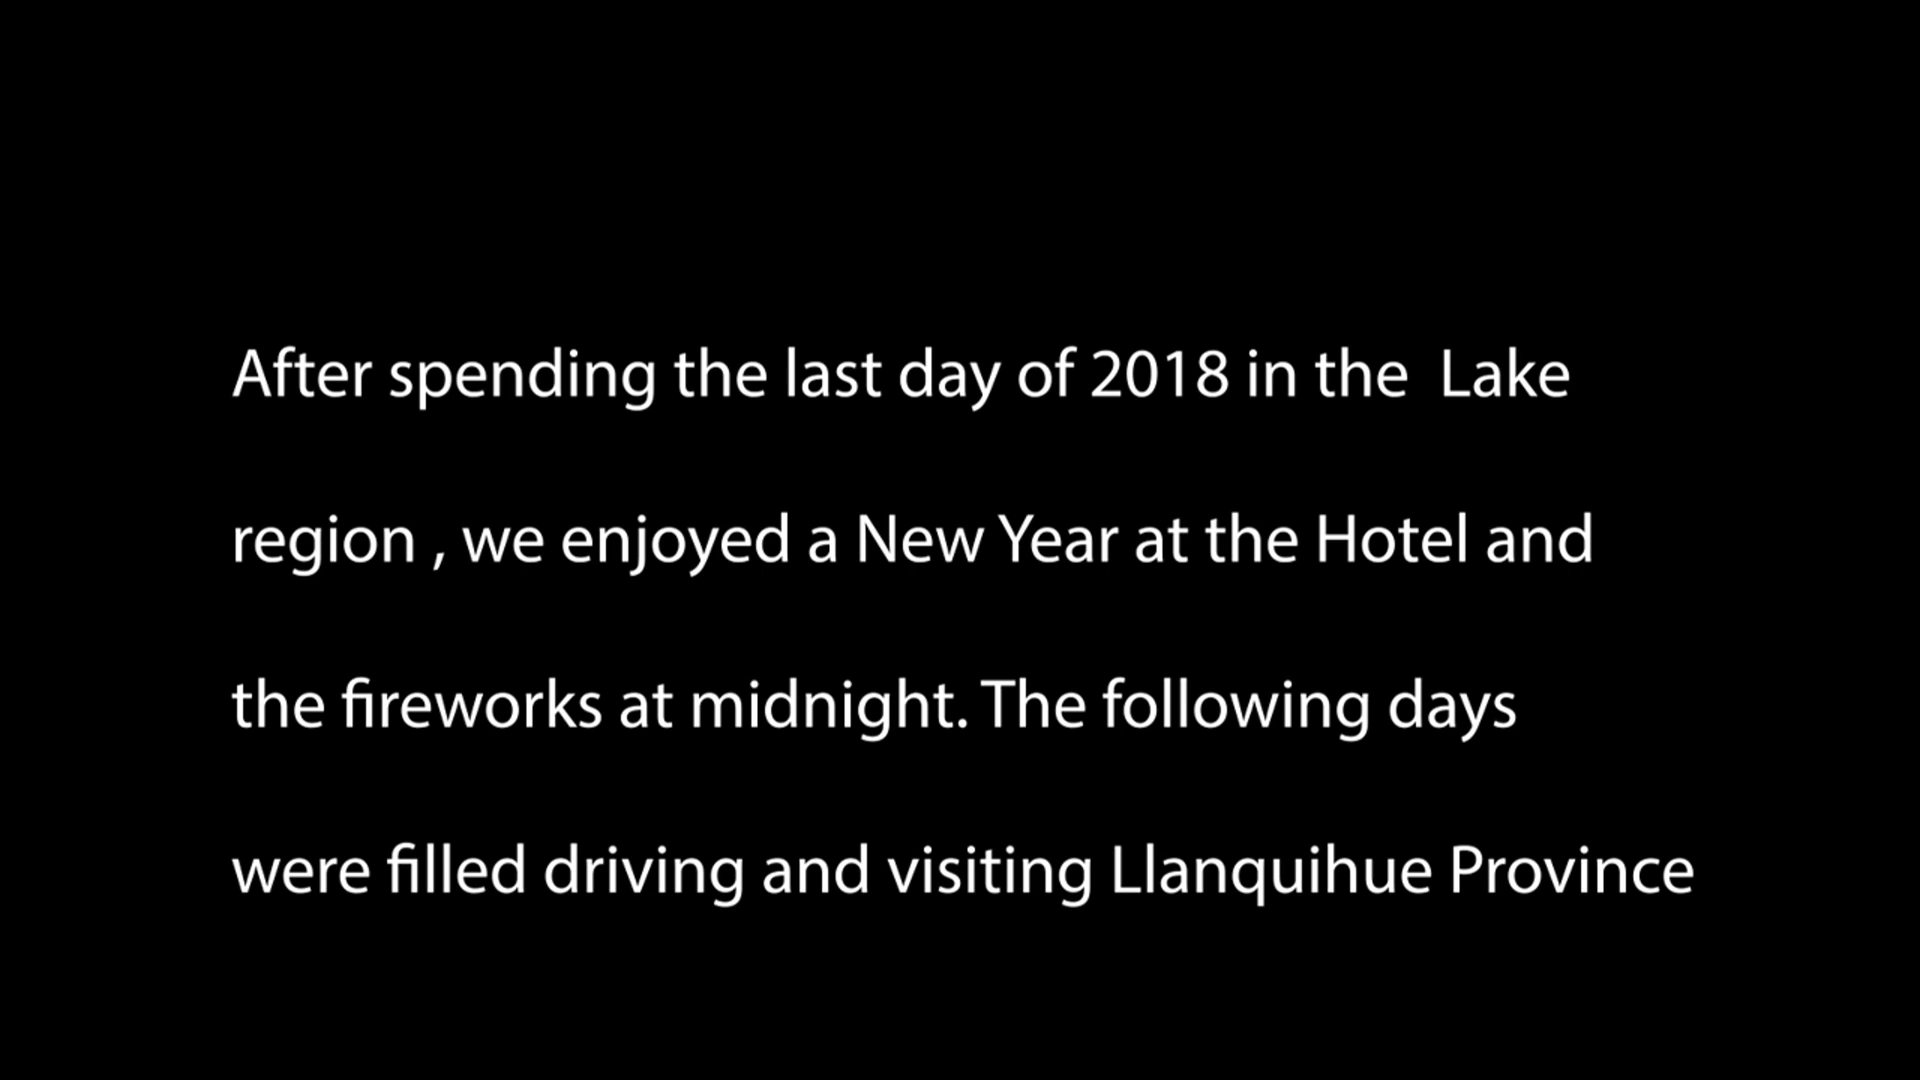 After spending the last day of 2018 in the  Lake
region , we enjoyed a New Year at the Hotel and
the fireworks at midnight. The following days
were filled driving and visiting Llanquihue Province